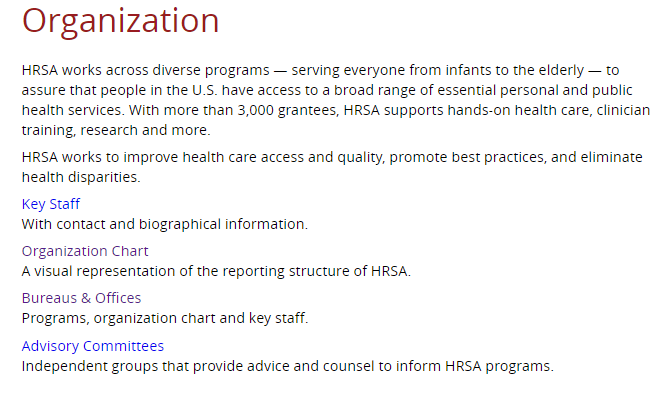 Organization
HRSA works across diverse programs — serving everyone from infants to the elderly — to
assure that people in the U.S. have access to a broad range of essential personal and public
health services. With more than 3,000 grantees, HRSA supports hands-on health care, clinician
training, research and more.
HRSA works to improve health care access and quality, promote best practices, and eliminate
health disparities.
Key Staff
With contact and biographical information.
Organization Chart
A visual representation of the reporting structure of HRSA.
Bureaus & Offices
Programs, organization chart and key staff.
Advisory Committees
Independent groups that provide advice and counsel to inform HRSA programs.